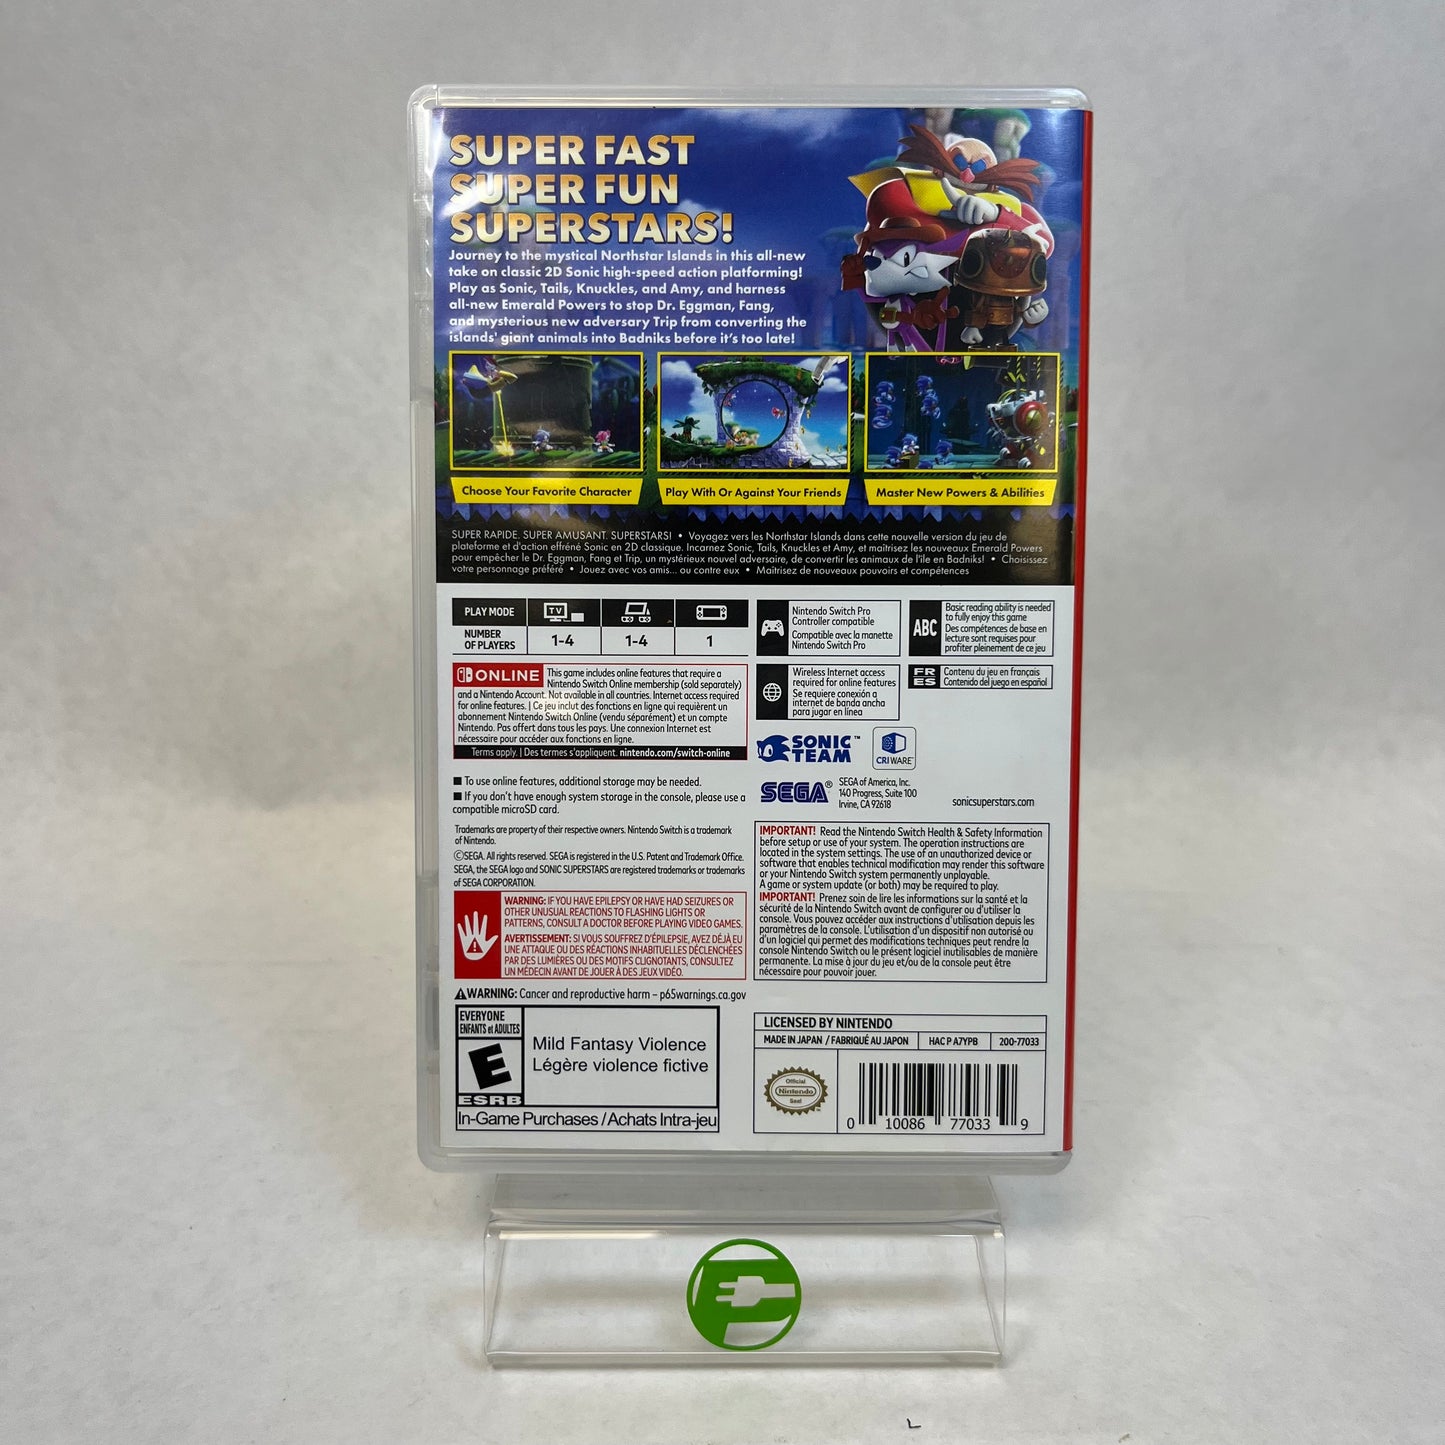 SUPER FAST
SUPER FUN
SUPERSTARS!
Journey to the mystical Northstar Islands in this all-new
take on classic 2D Sonic high-speed action platforming!
Play as Sonic, Tails, Knuckles, and Amy, and harness
all-new Emerald Powers to stop Dr. Eggman, Fang,
and mysterious new adversary Trip from converting the
islands' giant animals into Badniks before it's too late!
Choose Your Favorite Character
Play With Or Against Your Friends
Master New Powers & Abilities
SUPER RAPIDE. SUPER AMUSANT. SUPERSTARS! • Voyagez vers les Northstar Islands dans cette nouvelle version du jeu de
plateforme et d'action effréné Sonic en 2D classique. Incarnez Sonic, Tails, Knuckles et Amy, et maîtrisez les nouveaux Emerald Powers
pour empêcher le Dr. Eggman, Fang et Trip, un mystérieux nouvel adversaire, de convertir les animaux de l'île en Badniks! • Choisissez
votre personnage préféré • Jouez avec vos amis... ou contre eux • Maîtrisez de nouveaux pouvoirs et compétences
PLAY MODE
TV
NUMBER
OF PLAYERS
1-4
1-4
1
Nintendo Switch Pro
Controller compatible
Compatible avec la manette
Nintendo Switch Pro
ABC
Basic reading ability is needed
to fully enjoy this game
Des compétences de base en
lecture sont requises pour
profiter pleinement de ce jeu
ONLINE
This game includes online features that require a
Nintendo Switch Online membership (sold separately)
and a Nintendo Account. Not available in all countries. Internet access required
for online features. | Ce jeu inclut des fonctions en ligne qui requièrent un
abonnement Nintendo Switch Online (vendu séparément) et un compte
Nintendo. Pas offert dans tous les pays. Une connexion Internet est
nécessaire pour accéder aux fonctions en ligne.
Terms apply. | Des termes s'appliquent. nintendo.com/switch-online
Wireless Internet access
required for online features
Se requiere conexión a
internet de banda ancha
para jugar en línea
FR
ES
Contenu du jeu en français
Contenido del juego en español
SONIC
TEAM™
CRIWARE
■ To use online features, additional storage may be needed.
■ If you don't have enough system storage in the console, please use a
compatible microSD card.
SEGA®
SEGA of America, Inc.
140 Progress, Suite 100
Irvine, CA 92618
sonicsuperstars.com
Trademarks are property of their respective owners. Nintendo Switch is a trademark
of Nintendo.
©SEGA. All rights reserved. SEGA is registered in the U.S. Patent and Trademark Office.
SEGA, the SEGA logo and SONIC SUPERSTARS are registered trademarks or trademarks
of SEGA CORPORATION.
IMPORTANT! Read the Nintendo Switch Health & Safety Information
before setup or use of your system. The operation instructions are
located in the system settings. The use of an unauthorized device or
software that enables technical modification may render this software
or your Nintendo Switch system permanently unplayable.
A game or system update (or both) may be required to play.
IMPORTANT! Prenez soin de lire les informations sur la santé et la
sécurité de la Nintendo Switch avant de configurer ou d'utiliser la
console. Vous pouvez accéder aux instructions d'utilisation depuis les
paramètres de la console. L'utilisation d'un dispositif non autorisé ou
d'un logiciel qui permet des modifications techniques peut rendre la
console Nintendo Switch ou le présent logiciel inutilisables de manière
permanente. La mise à jour du jeu et/ou de la console peut être
nécessaire pour pouvoir jouer.
WARNING: IF YOU HAVE EPILEPSY OR HAVE HAD SEIZURES OR
OTHER UNUSUAL REACTIONS TO FLASHING LIGHTS OR
PATTERNS, CONSULT A DOCTOR BEFORE PLAYING VIDEO GAMES.
AVERTISSEMENT: SI VOUS SOUFFREZ D'ÉPILEPSIE, AVEZ DÉJÀ EU
UNE ATTAQUE OU DES RÉACTIONS INHABITUELLES DÉCLENCHÉES
PAR DES LUMIÈRES OU DES MOTIFS CLIGNOTANTS, CONSULTEZ
UN MÉDECIN AVANT DE JOUER À DES JEUX VIDÉO.
⚠WARNING: Cancer and reproductive harm – p65warnings.ca.gov
EVERYONE
ENFANTS et ADULTES
E
ESRB
Mild Fantasy Violence
Légère violence fictive
In-Game Purchases / Achats Intra-jeu
LICENSED BY NINTENDO
MADE IN JAPAN / FABRIQUÉ AU JAPON
HAC P A7YPB
200-77033
Official
Nintendo
Seal
0 10086 77033 9